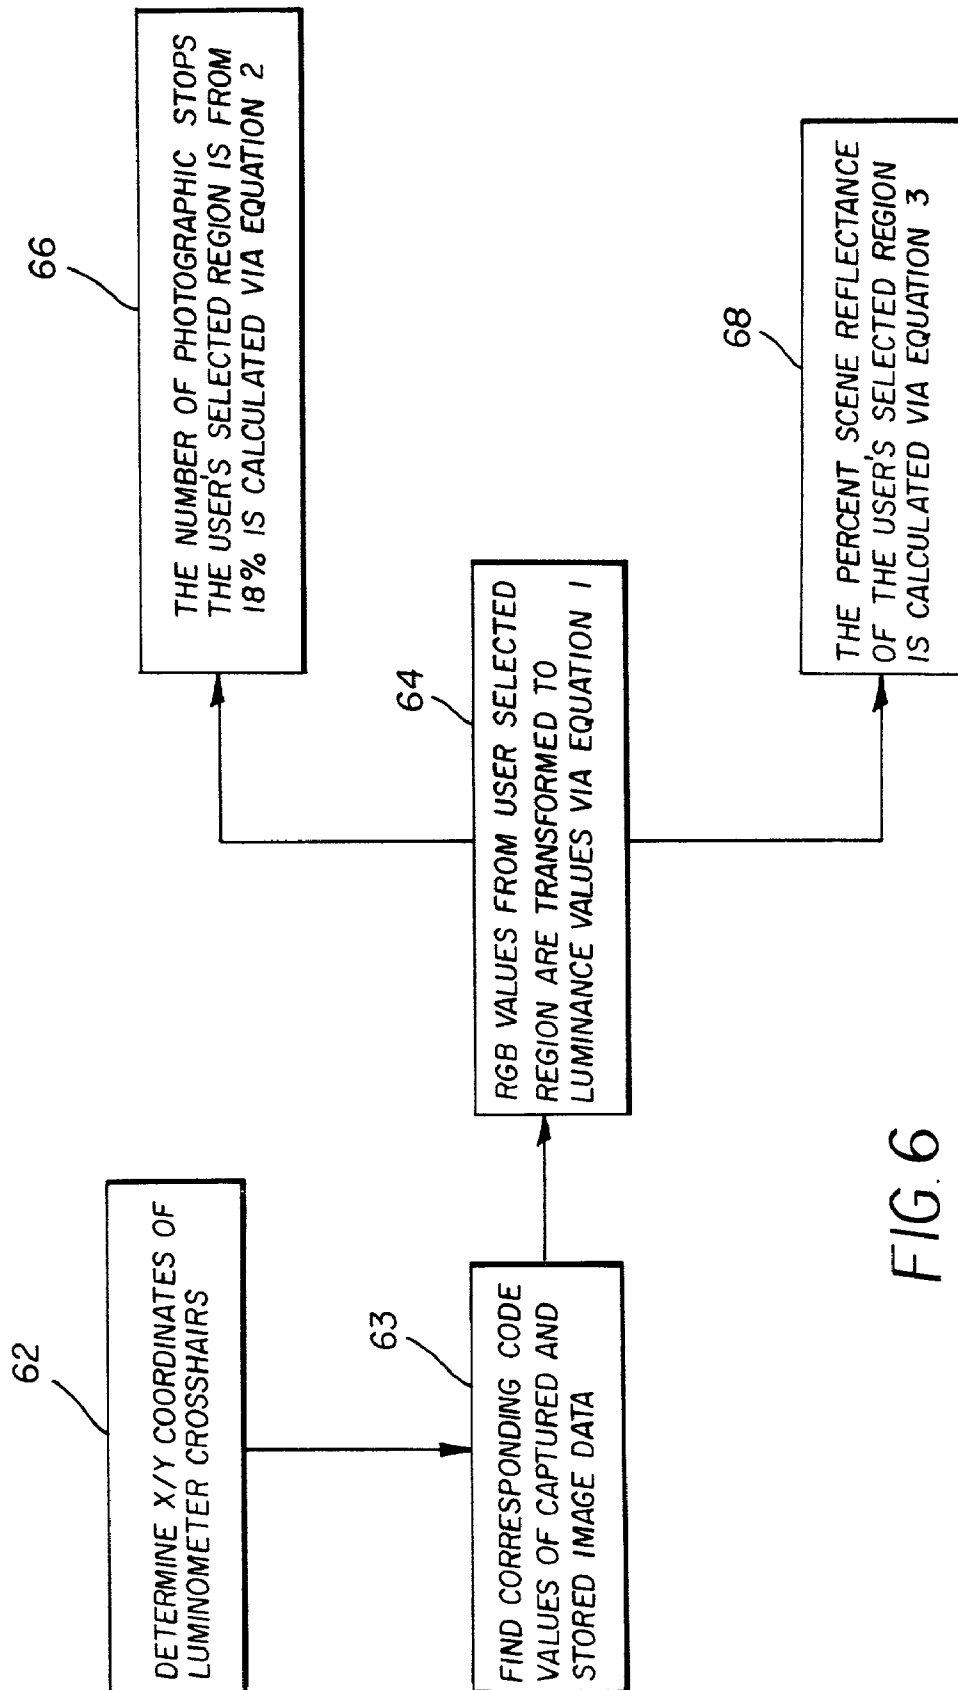 62
DETERMINE X/Y COORDINATES OF
LUMINOMETER CROSSHAIRS
63
FIND CORRESPONDING CODE
VALUES OF CAPTURED AND
STORED IMAGE DATA
64
RGB VALUES FROM USER SELECTED
REGION ARE TRANSFORMED TO
LUMINANCE VALUES VIA EQUATION 1
66
THE NUMBER OF PHOTOGRAPHIC STOPS
THE USER'S SELECTED REGION IS FROM
18% IS CALCULATED VIA EQUATION 2
68
THE PERCENT SCENE REFLECTANCE
OF THE USER'S SELECTED REGION
IS CALCULATED VIA EQUATION 3
FIG. 6